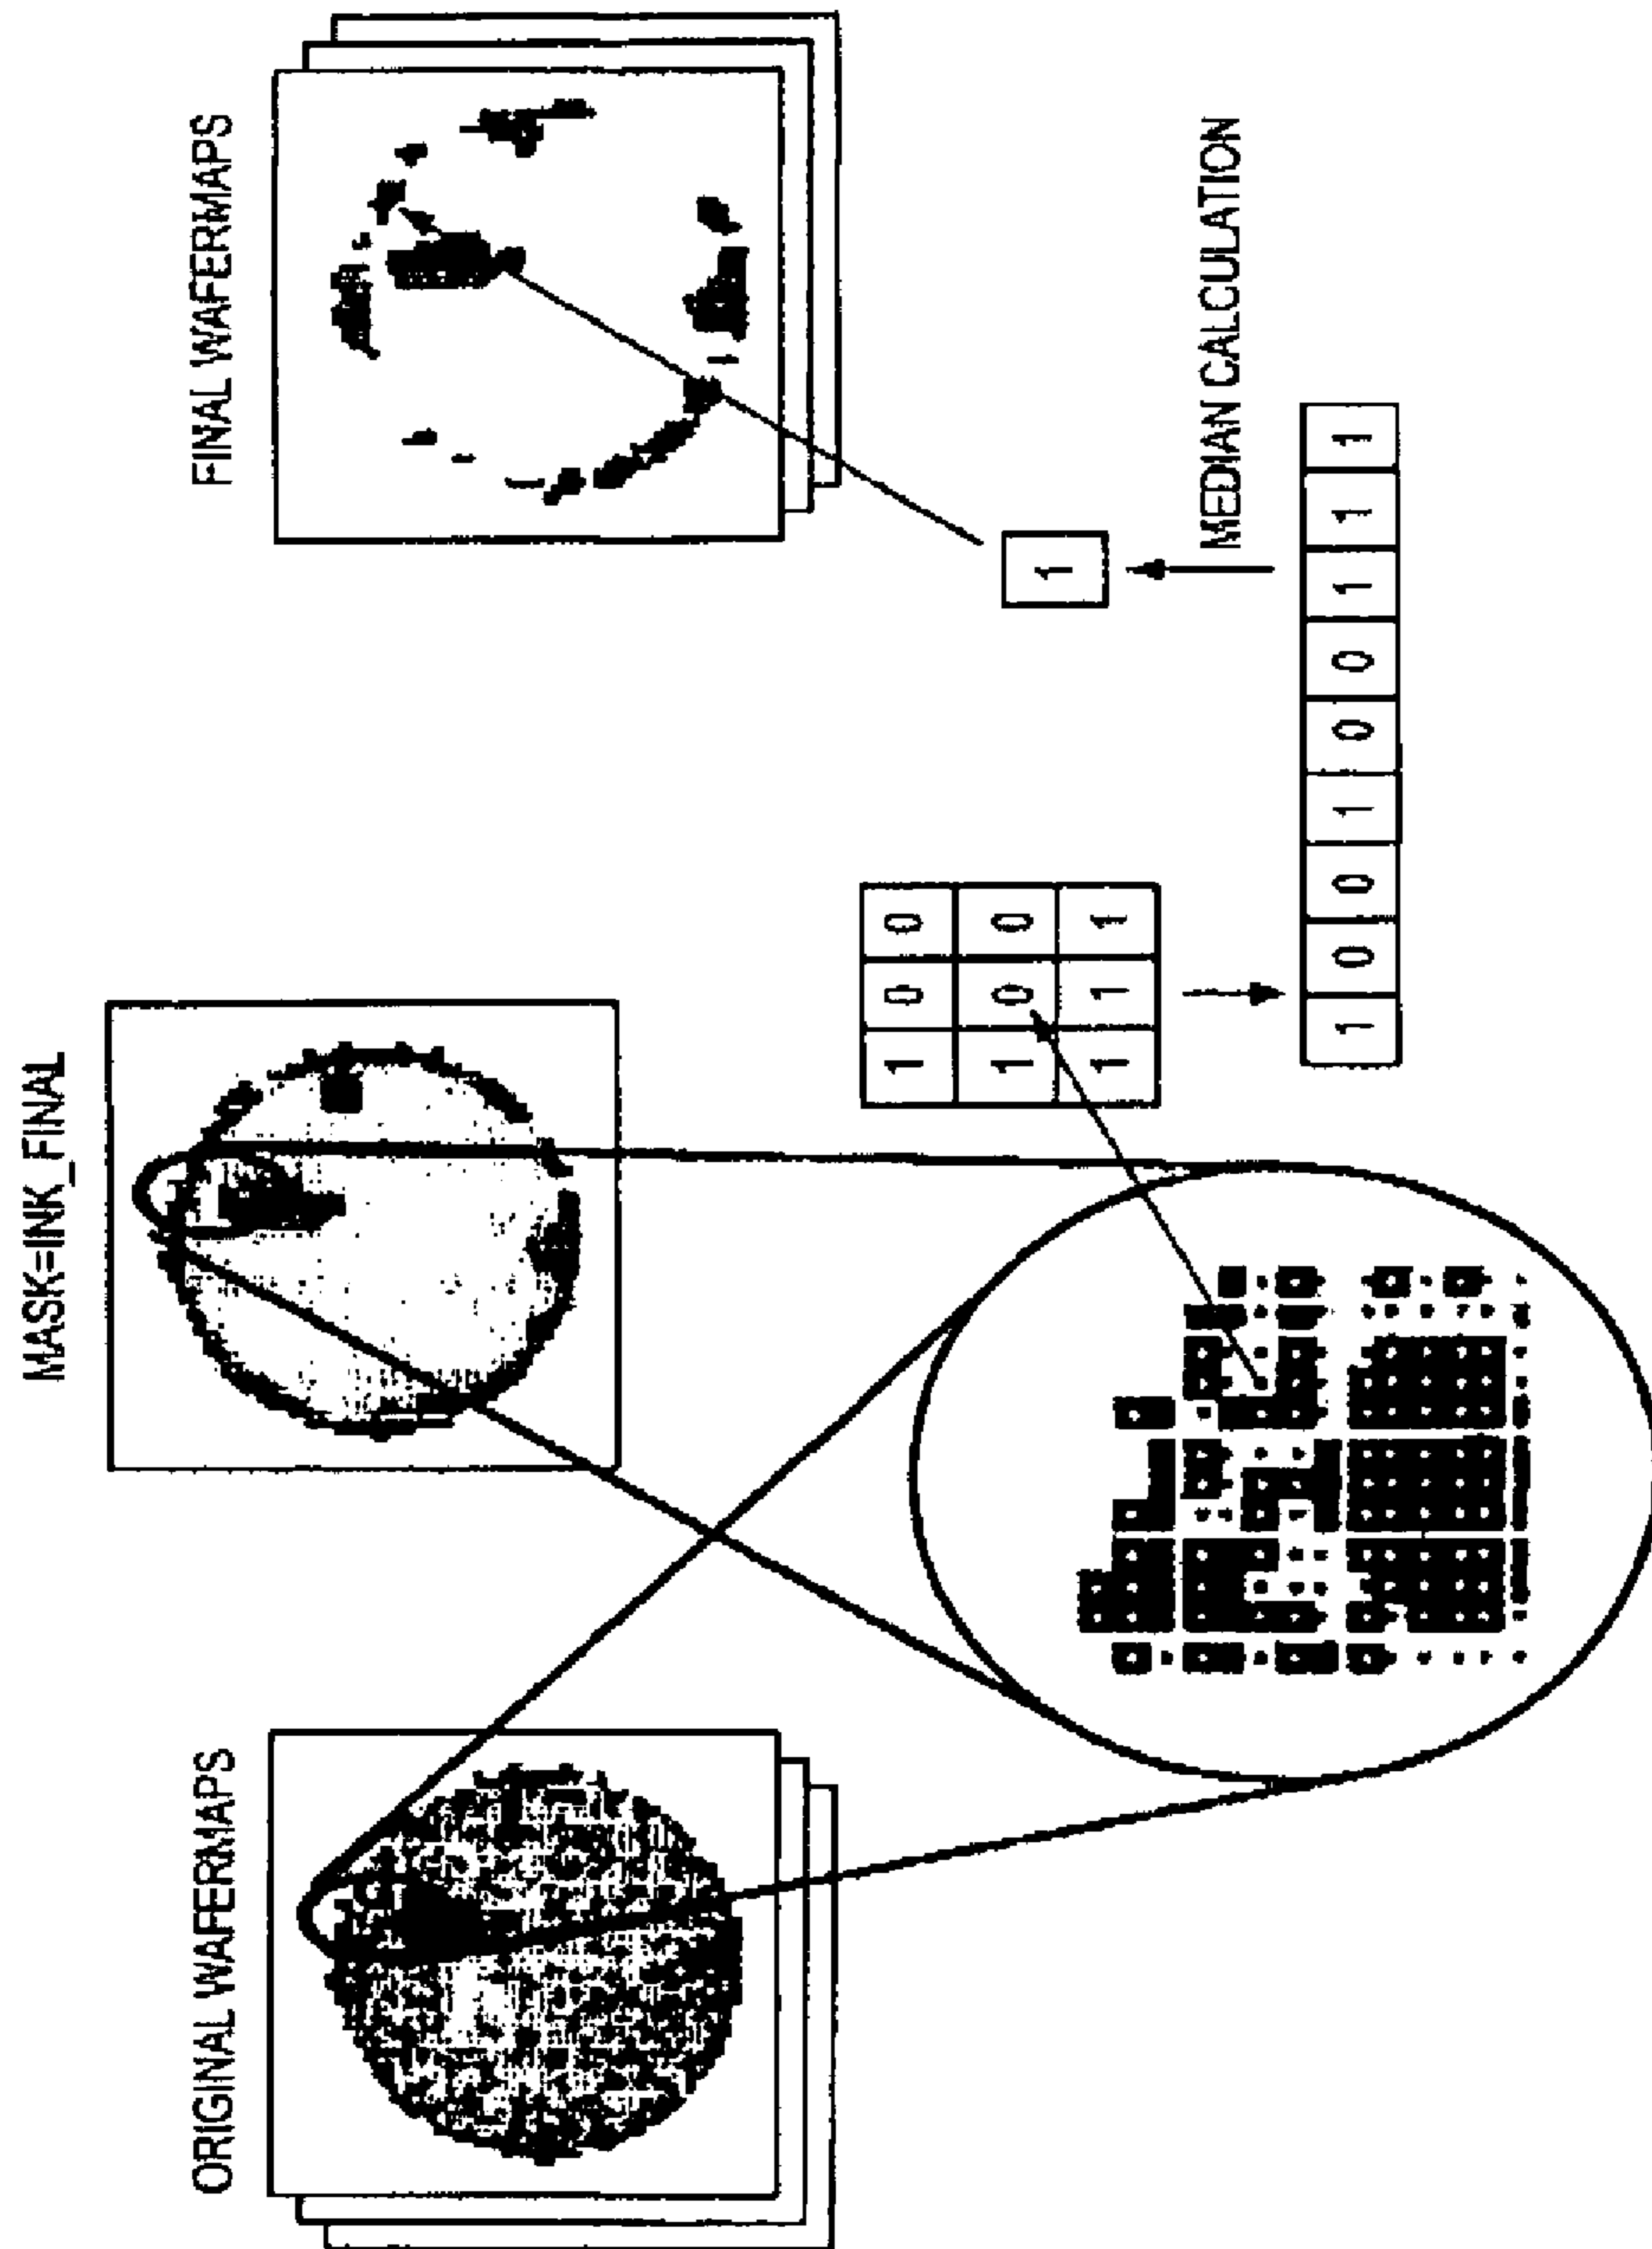 MASK=INK_FINAL
ORIGINAL WAFERMAPS
FINAL WAFERMAPS
1 0 0
1 0 0
1 1 1
1
MEDIAN CALCULATION
1 0 0 1 0 0 1 1 1